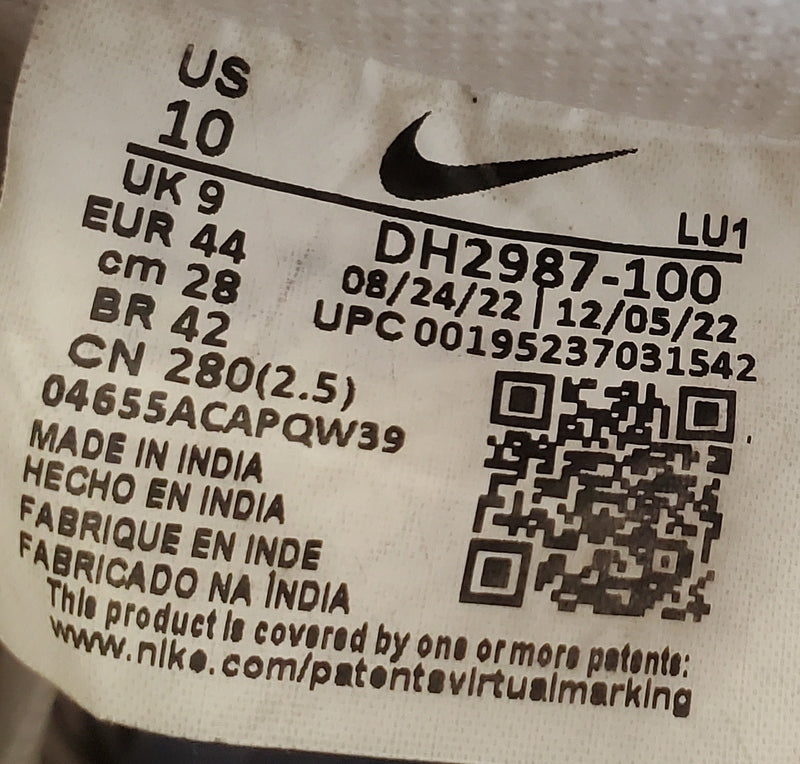 US
10
UK 9
EUR 44
cm 28
BR 42
CN 280(2.5)
04655ACAPQW39
MADE IN INDIA
HECHO EN INDIA
FABRIQUE EN INDE
FABRICADO NA ÍNDIA
LU1
DH2987-100
08/24/22 | 12/05/22
UPC 00195237031542
This product is covered by one or more patents:
www.nike.com/patentsvirtualmarking